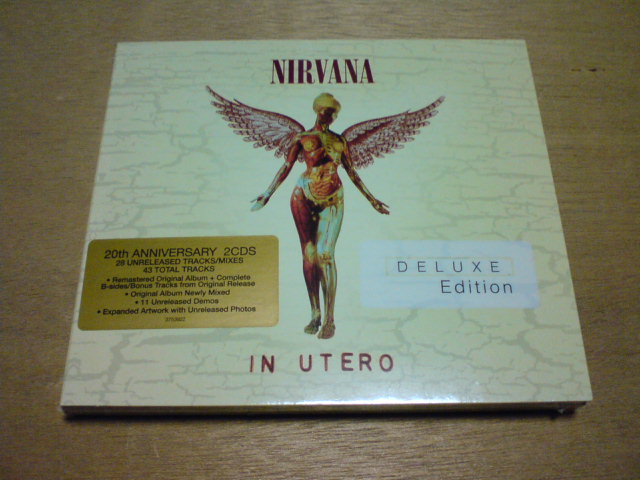 NIRVANA
20th ANNIVERSARY 2CDS
28 UNRELEASED TRACKS/MIXES
43 TOTAL TRACKS
• Remastered Original Album + Complete
B-sides/Bonus Tracks from Original Release
• Original Album Newly Mixed
• 11 Unreleased Demos
• Expanded Artwork with Unreleased Photos
DELUXE
Edition
IN UTERO